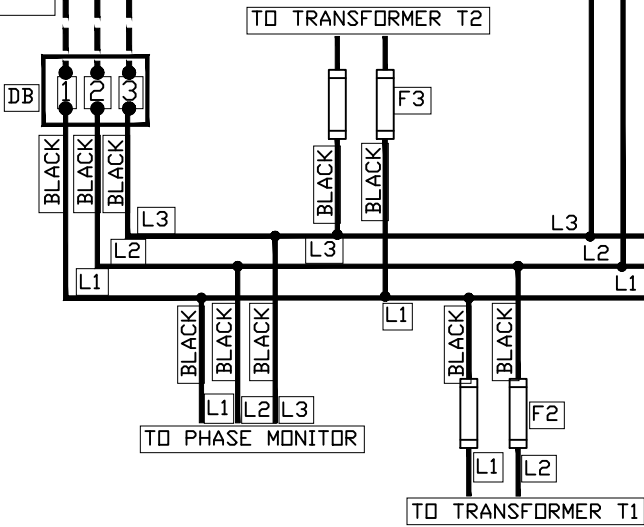 TO TRANSFORMER T2
DB
1 2 3
F3
BLACK BLACK BLACK
BLACK BLACK
L3
L3
L2
L3
L2
L1
L1
L1
BLACK BLACK BLACK
BLACK BLACK
L1 L2 L3
F2
TO PHASE MONITOR
L1 L2
TO TRANSFORMER T1